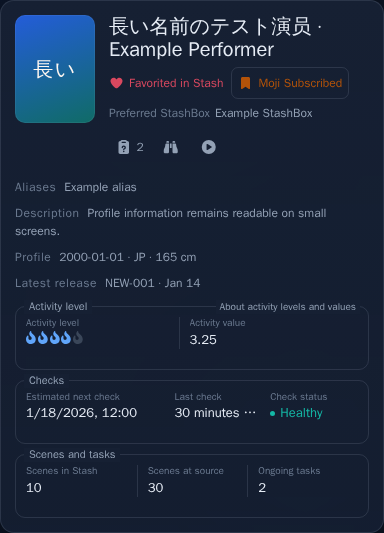 長い
長い名前のテスト演员 ·
Example Performer
Favorited in Stash
Moji Subscribed
Preferred StashBox Example StashBox
2
Aliases Example alias
Description Profile information remains readable on small
screens.
Profile 2000-01-01 · JP · 165 cm
Latest release NEW-001 · Jan 14
Activity level
About activity levels and values
Activity level
Activity value
3.25
Checks
Estimated next check
Last check
Check status
1/18/2026, 12:00
30 minutes ···
Healthy
Scenes and tasks
Scenes in Stash
Scenes at source
Ongoing tasks
10
30
2